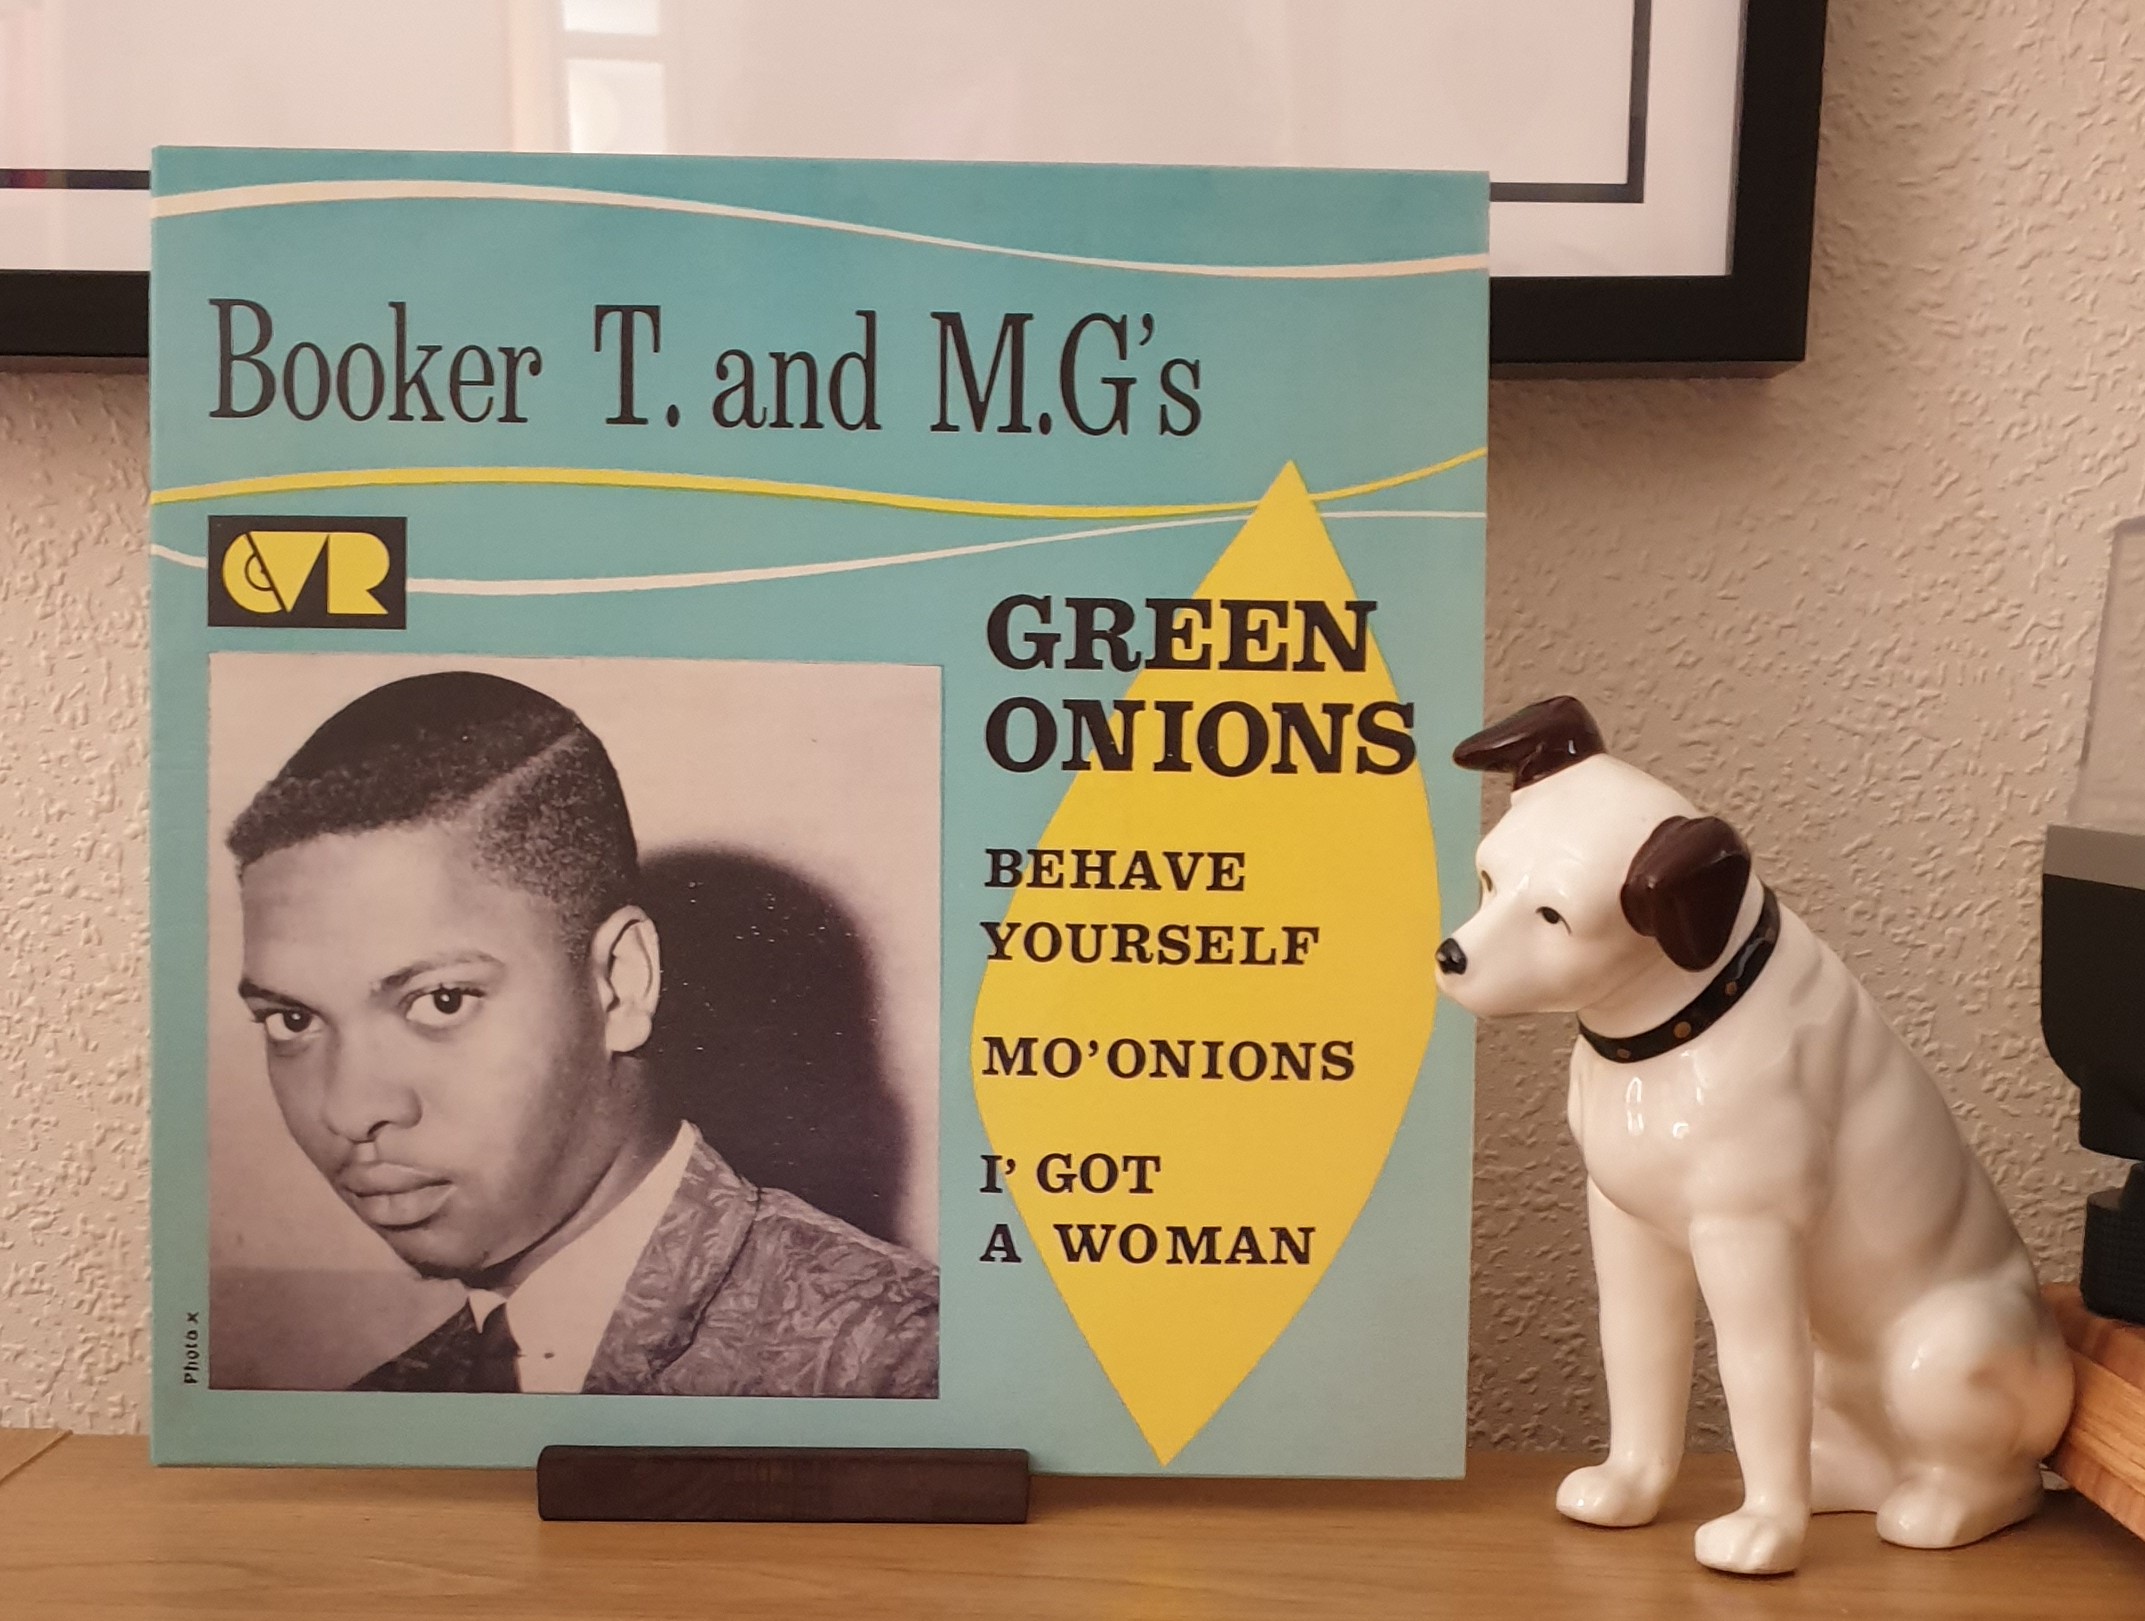 Booker T. and M.G's
CVR
GREEN
ONIONS
BEHAVE
YOURSELF
MO'ONIONS
I' GOT
A WOMAN
Photo x